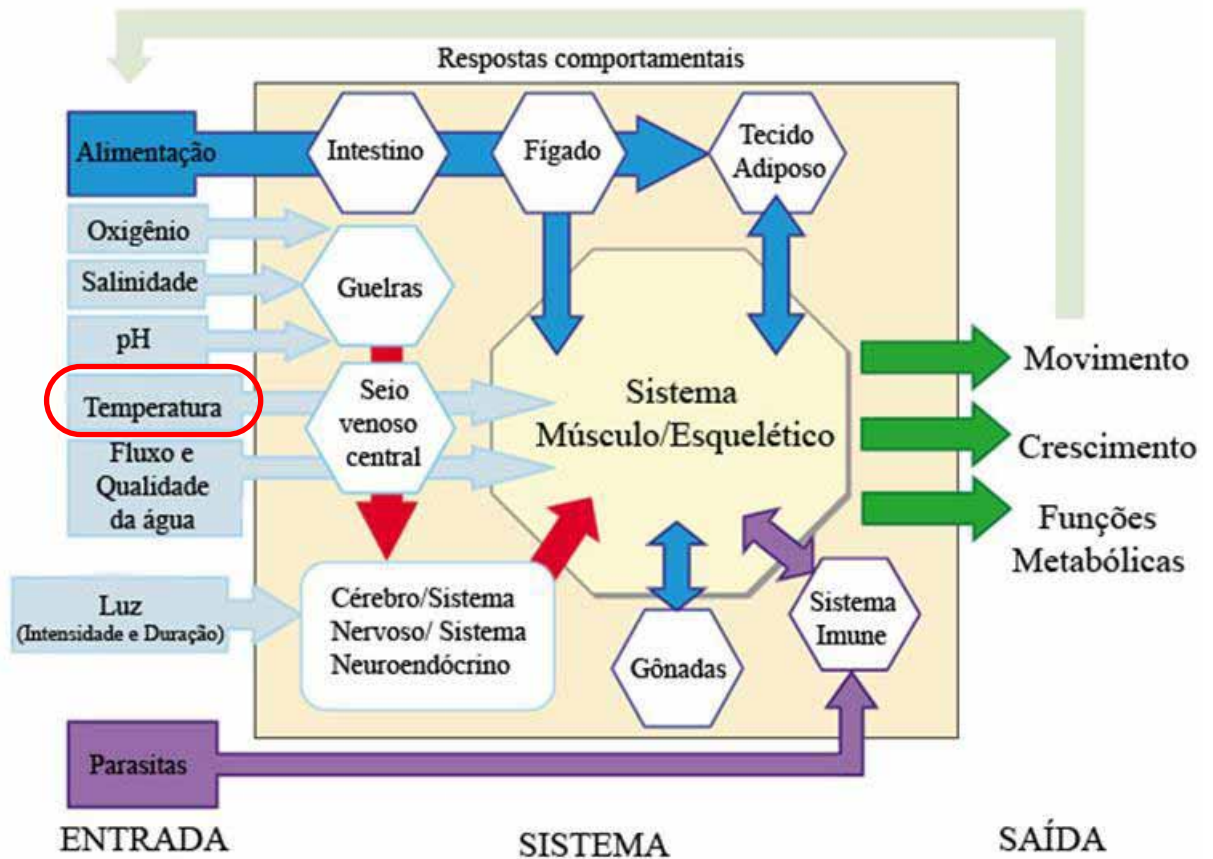 Respostas comportamentais
Alimentação
Intestino
Fígado
Tecido
Adiposo
Oxigênio
Salinidade
pH
Guelras
Temperatura
Seio
venoso
central
Fluxo e
Qualidade
da água
Sistema
Músculo/Esquelético
Movimento
Crescimento
Funções
Metabólicas
Luz
(Intensidade e Duração)
Cérebro/Sistema
Nervoso/ Sistema
Neuroendócrino
Gônadas
Sistema
Imune
Parasitas
ENTRADA
SISTEMA
SAÍDA